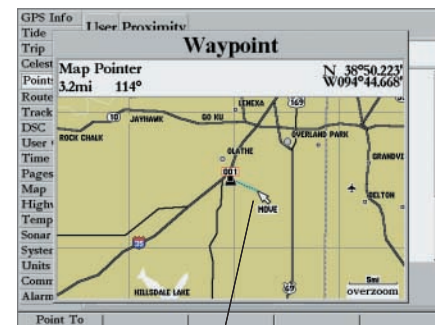 GPS Info
User Proximity
Tide
Trip
Waypoint
Celest
Map Pointer
N 38°50.223'
Points
3.2mi 114°
W094°44.668'
Route
Track
DSC
User
Time
Pages
Map
Highw
Temp
Sonar
System
Units
Comm
Alarm
LENEXA
169
10
JAYHAWK
GO KU
ROCK CHALK
OVERLAND PARK
OLATHE
GRANDVI
001
BELTON
MOVE
35
5mi
HILLSDALE LAKE
69
overzoom
Point To